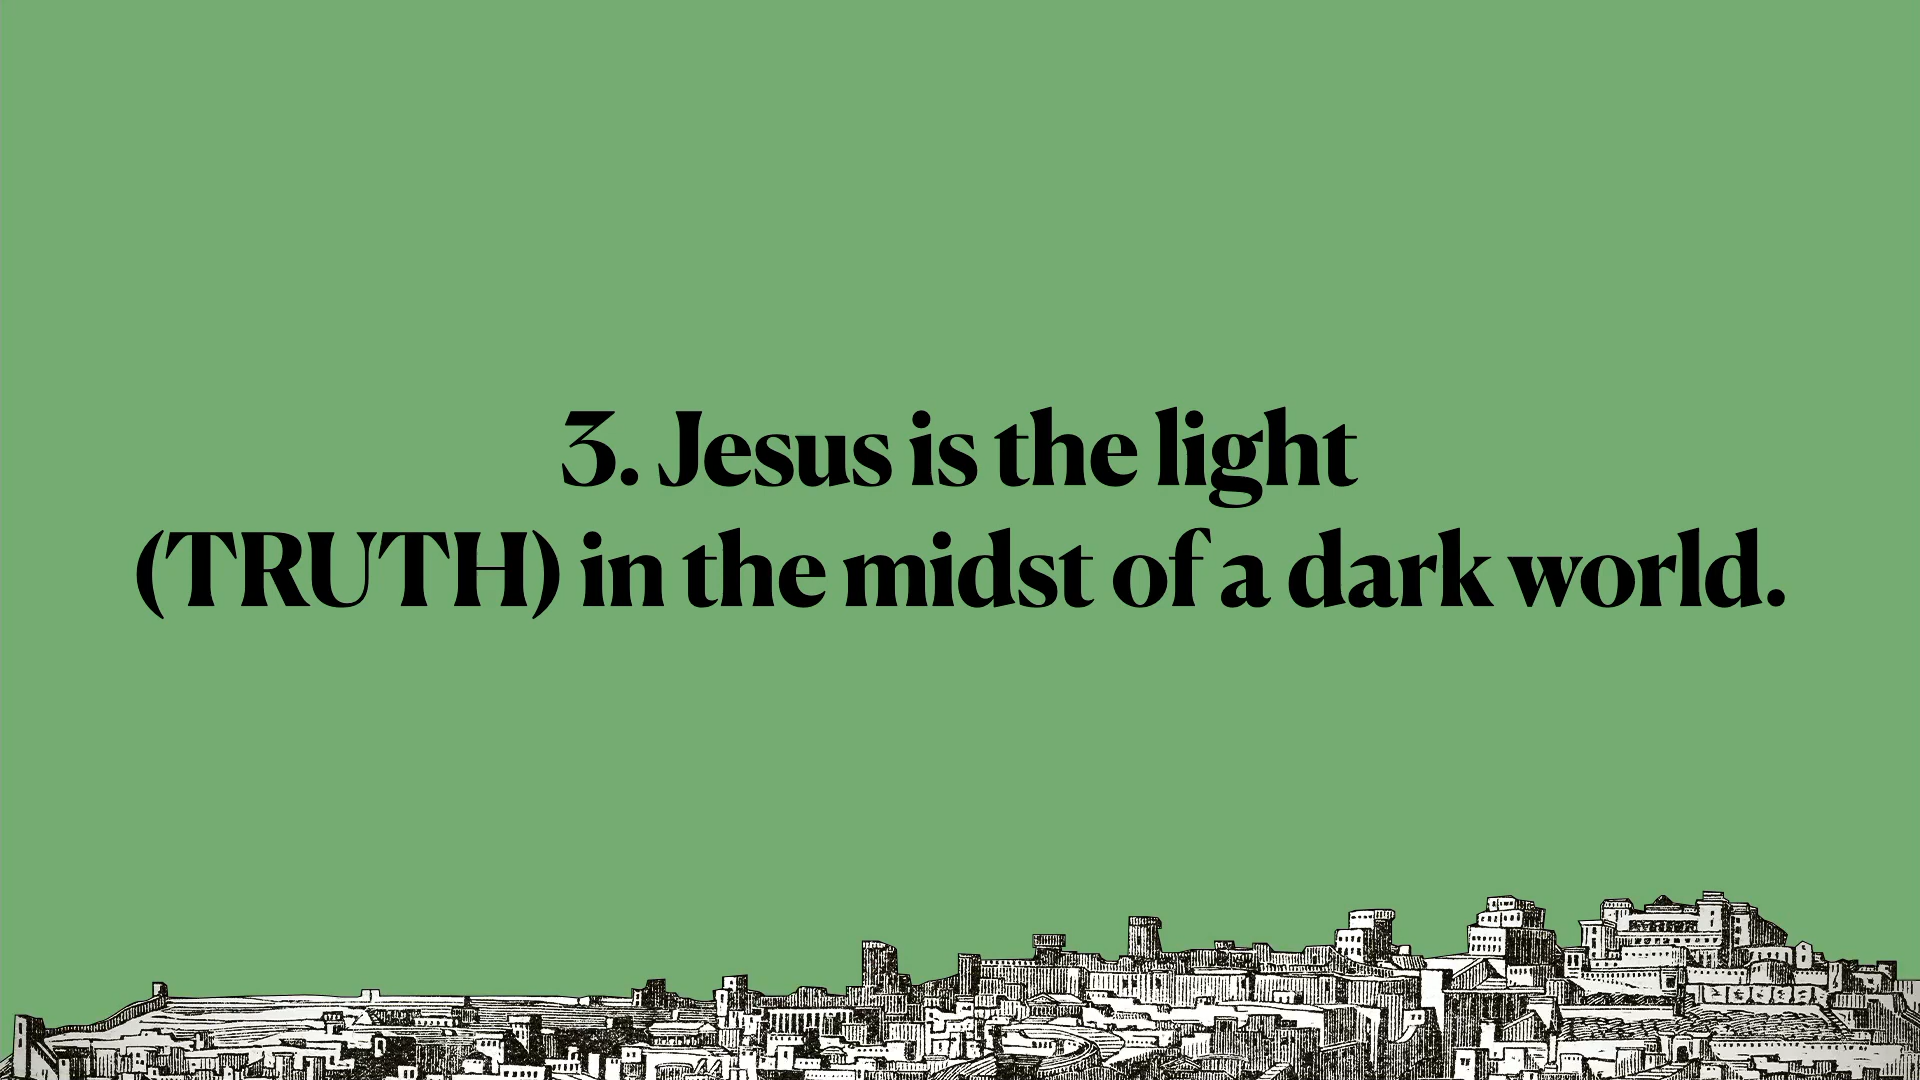 3. Jesus is the light
(TRUTH) in the midst of a dark world.